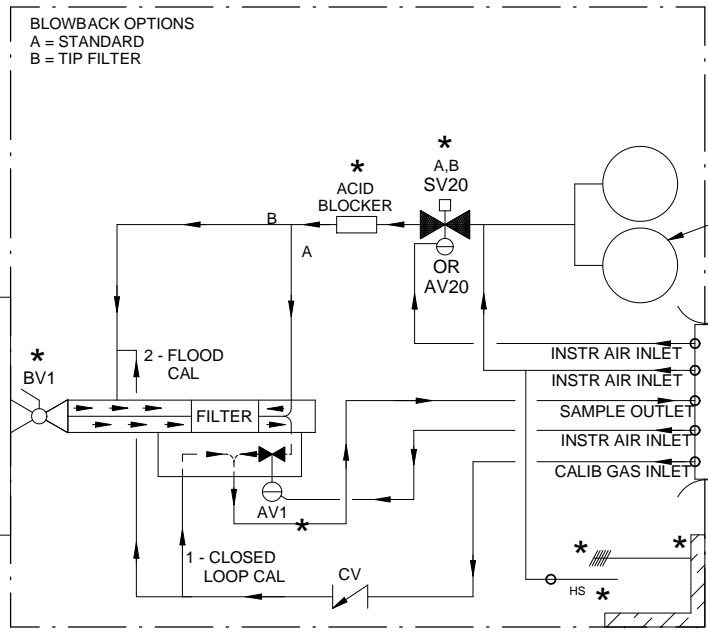 BLOWBACK OPTIONS
A = STANDARD
B = TIP FILTER
*
*
A,B
SV20
ACID
BLOCKER
B
A
OR
AV20
INSTR AIR INLET
2 - FLOOD
CAL
*
BV1
INSTR AIR INLET
FILTER
SAMPLE OUTLET
INSTR AIR INLET
CALIB GAS INLET
AV1
*
1 - CLOSED
LOOP CAL
CV
*
*
HS
*